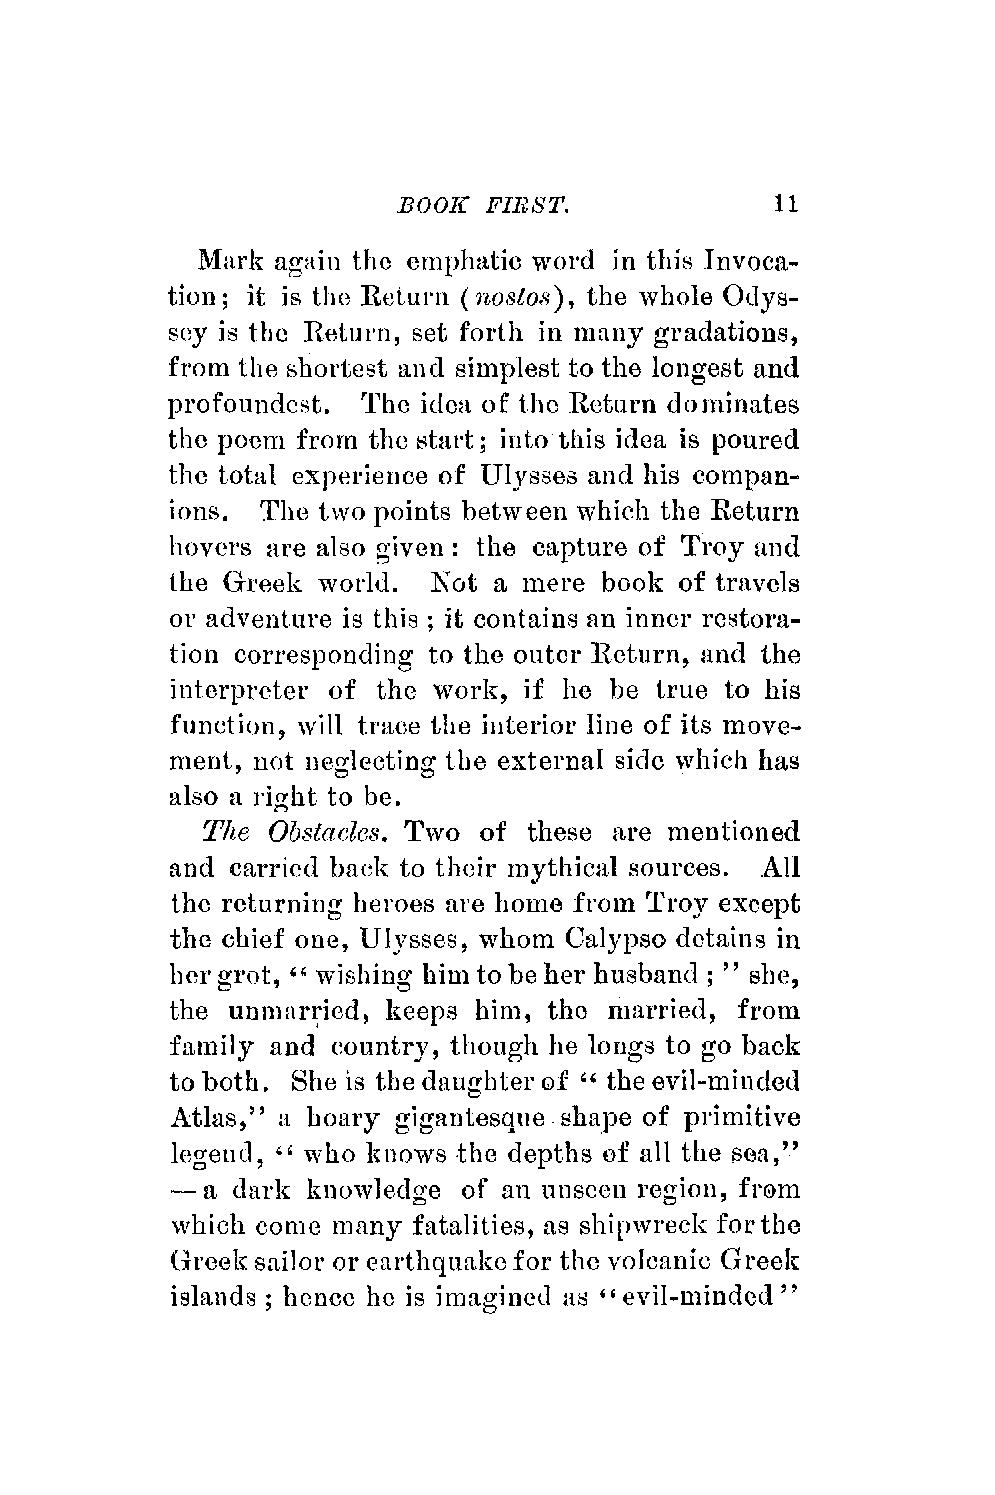 BOOK FIRST. 11
Mark again the emphatic word in this Invoca-
tion; it is the Return (nostos), the whole Odys-
sey is the Return, set forth in many gradations,
from the shortest and simplest to the longest and
profoundest. The idea of the Return dominates
the poem from the start; into this idea is poured
the total experience of Ulysses and his compan-
ions. The two points between which the Return
hovers are also given: the capture of Troy and
the Greek world. Not a mere book of travels
or adventure is this; it contains an inner restora-
tion corresponding to the outer Return, and the
interpreter of the work, if he be true to his
function, will trace the interior line of its move-
ment, not neglecting the external side which has
also a right to be.
The Obstacles. Two of these are mentioned
and carried back to their mythical sources. All
the returning heroes are home from Troy except
the chief one, Ulysses, whom Calypso detains in
her grot, "wishing him to be her husband;" she,
the unmarried, keeps him, the married, from
family and country, though he longs to go back
to both. She is the daughter of "the evil-minded
Atlas," a hoary gigantesque shape of primitive
legend, "who knows the depths of all the sea,"
— a dark knowledge of an unseen region, from
which come many fatalities, as shipwreck for the
Greek sailor or earthquake for the volcanic Greek
islands; hence he is imagined as "evil-minded"